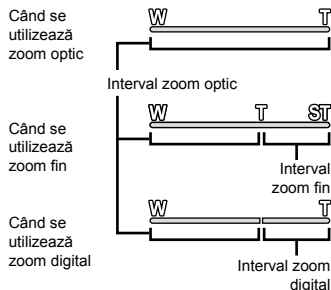 Când se
utilizează
zoom optic
W T
Interval zoom optic
Când se
utilizează
zoom fin
W T ST
Interval
zoom fin
Când se
utilizează
zoom digital
W T
Interval zoom
digital